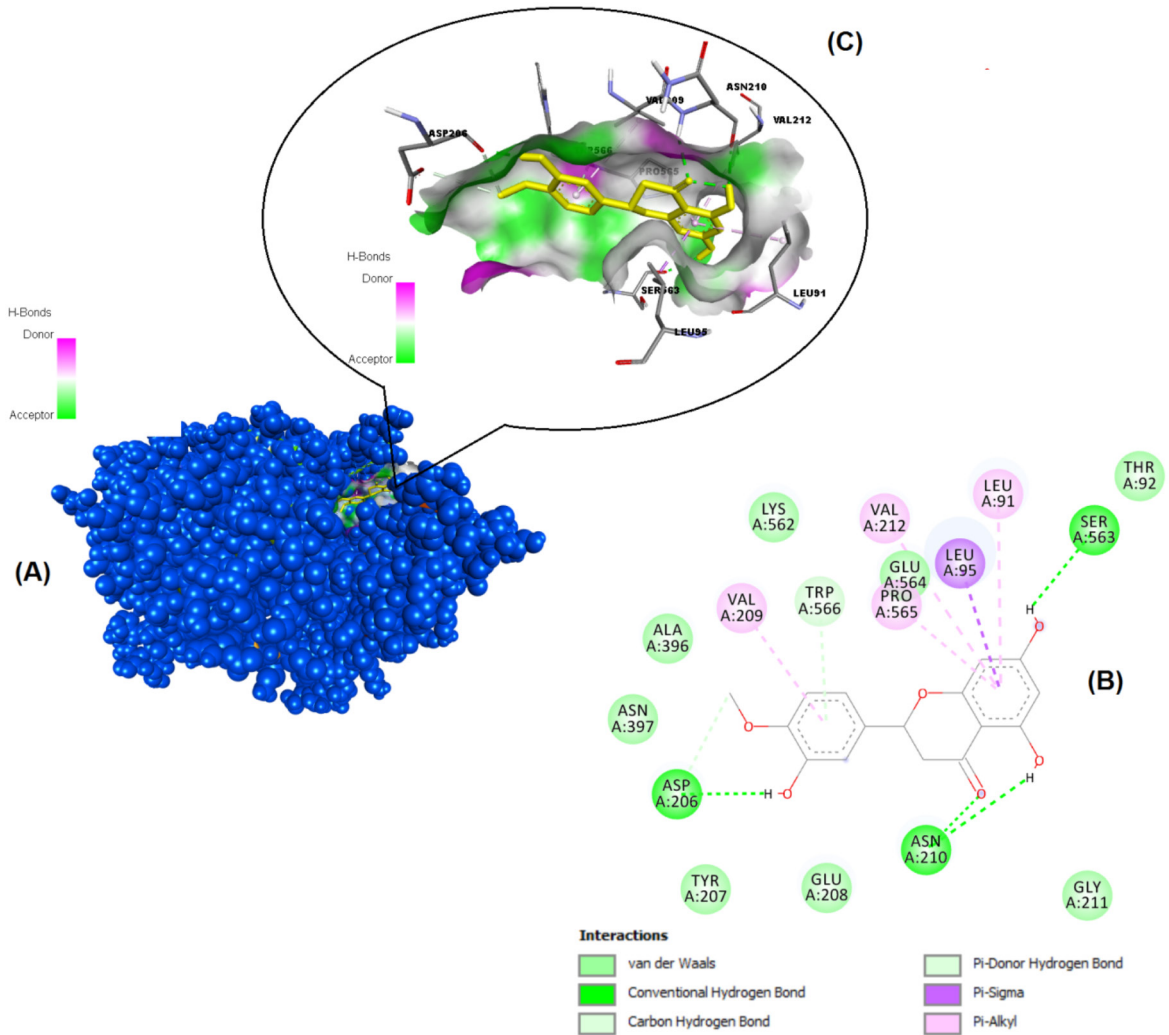 (C)
ASN210
VAL209
VAL212
ASP206
PRO565
H-Bonds
Donor
Acceptor
SER563
LEU91
LEU95
H-Bonds
Donor
Acceptor
(A)
THR
A:92
LEU
A:91
LYS
A:562
VAL
A:212
SER
A:563
LEU
A:95
GLU
A:564
PRO
A:565
VAL
A:209
TRP
A:566
ALA
A:396
(B)
O
H
O
ASN
A:397
O
O
O
O
H
ASP
A:206
H
O
ASN
A:210
TYR
A:207
GLU
A:208
GLY
A:211
Interactions
van der Waals
Conventional Hydrogen Bond
Carbon Hydrogen Bond
Pi-Donor Hydrogen Bond
Pi-Sigma
Pi-Alkyl